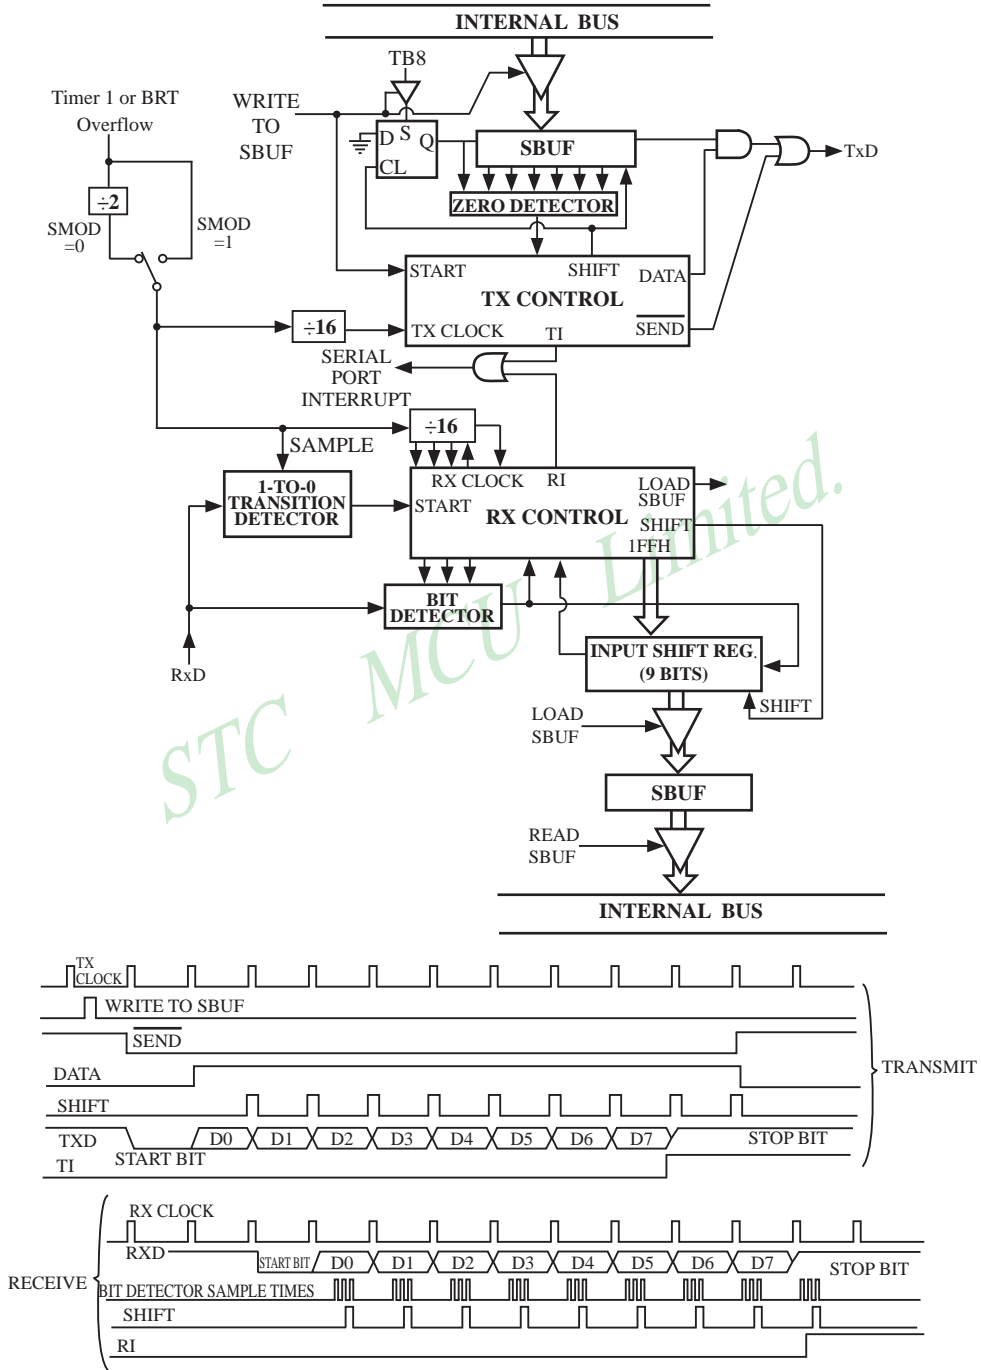 INTERNAL BUS
TB8
Timer 1 or BRT
Overflow
WRITE
TO
SBUF
D S Q
CL
SBUF
TxD
÷2
ZERO DETECTOR
SMOD
=0
SMOD
=1
START
SHIFT
DATA
TX CONTROL
÷16
TX CLOCK
TI
SEND
SERIAL
PORT
INTERRUPT
÷16
SAMPLE
1-TO-0
TRANSITION
DETECTOR
RX CLOCK
RI
LOAD
SBUF
START
RX CONTROL
SHIFT
1FFH
BIT
DETECTOR
RxD
INPUT SHIFT REG.
(9 BITS)
SHIFT
LOAD
SBUF
SBUF
READ
SBUF
INTERNAL BUS
STC MCU Limited.
TX
CLOCK
WRITE TO SBUF
SEND
DATA
TRANSMIT
SHIFT
TXD
START BIT
D0 D1 D2 D3 D4 D5 D6 D7
STOP BIT
TI
RX CLOCK
RXD
START BIT
D0 D1 D2 D3 D4 D5 D6 D7
STOP BIT
RECEIVE
BIT DETECTOR SAMPLE TIMES
SHIFT
RI